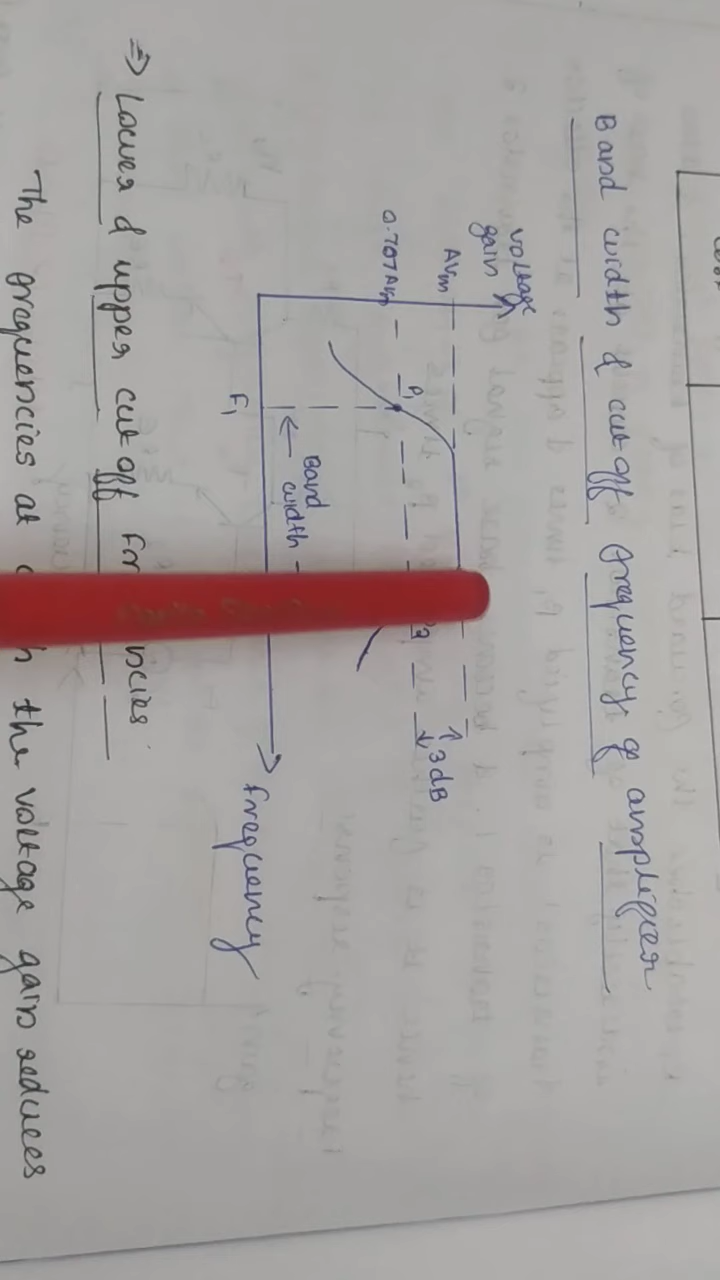 Band width & cut off frequency of amplifier
voltage
gain
AVm
0.707AVm
P1
3dB
Band
width
F1
Frequency
=> Lower & upper cut off
The frequencies at the voltage gain reduces